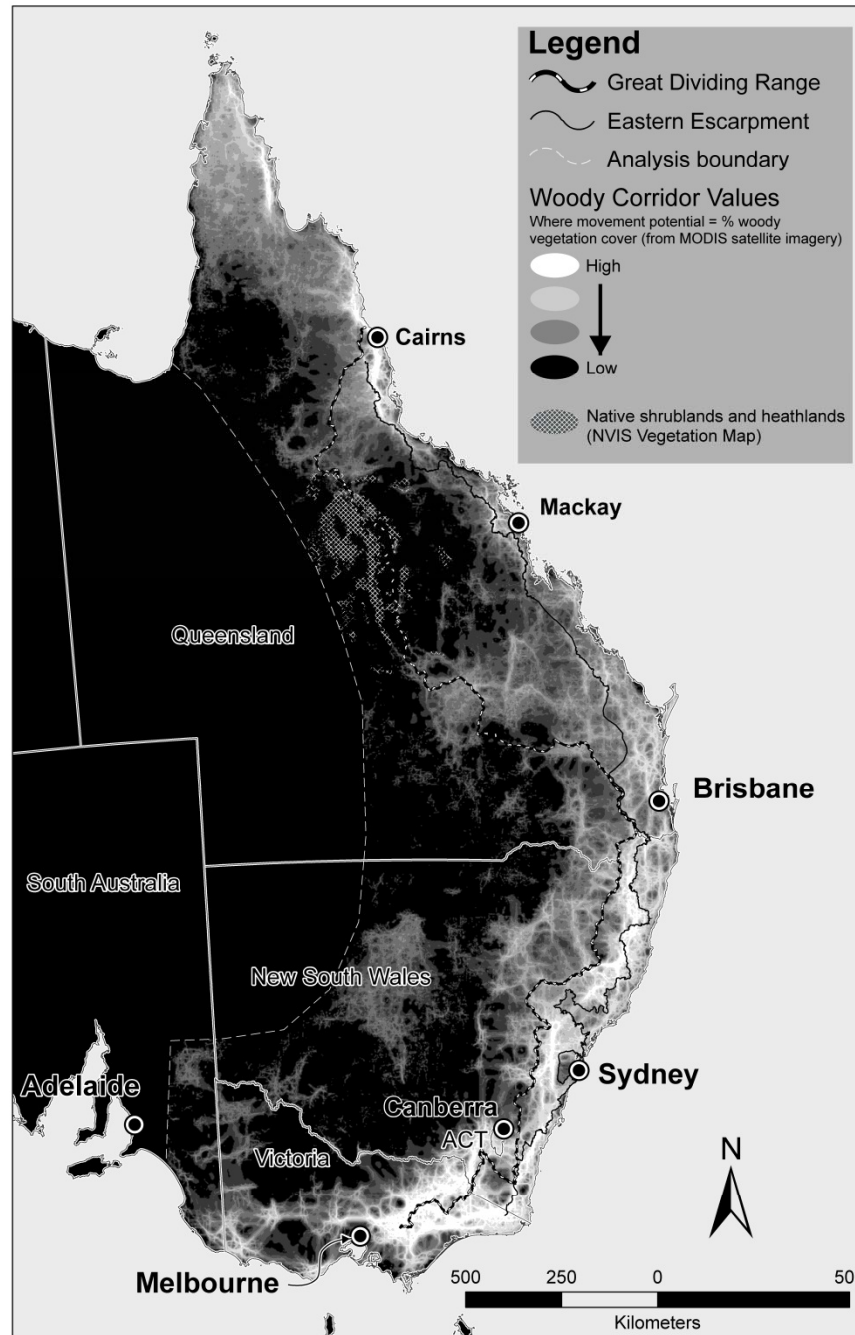 Legend
Great Dividing Range
Eastern Escarpment
Analysis boundary
Woody Corridor Values
Where movement potential = % woody
vegetation cover (from MODIS satellite imagery)
High
Low
Native shrublands and heathlands
(NVIS Vegetation Map)
Cairns
Mackay
Queensland
Brisbane
South Australia
New South Wales
Adelaide
Sydney
Canberra
ACT
Victoria
N
Melbourne
500 250 0 50
Kilometers